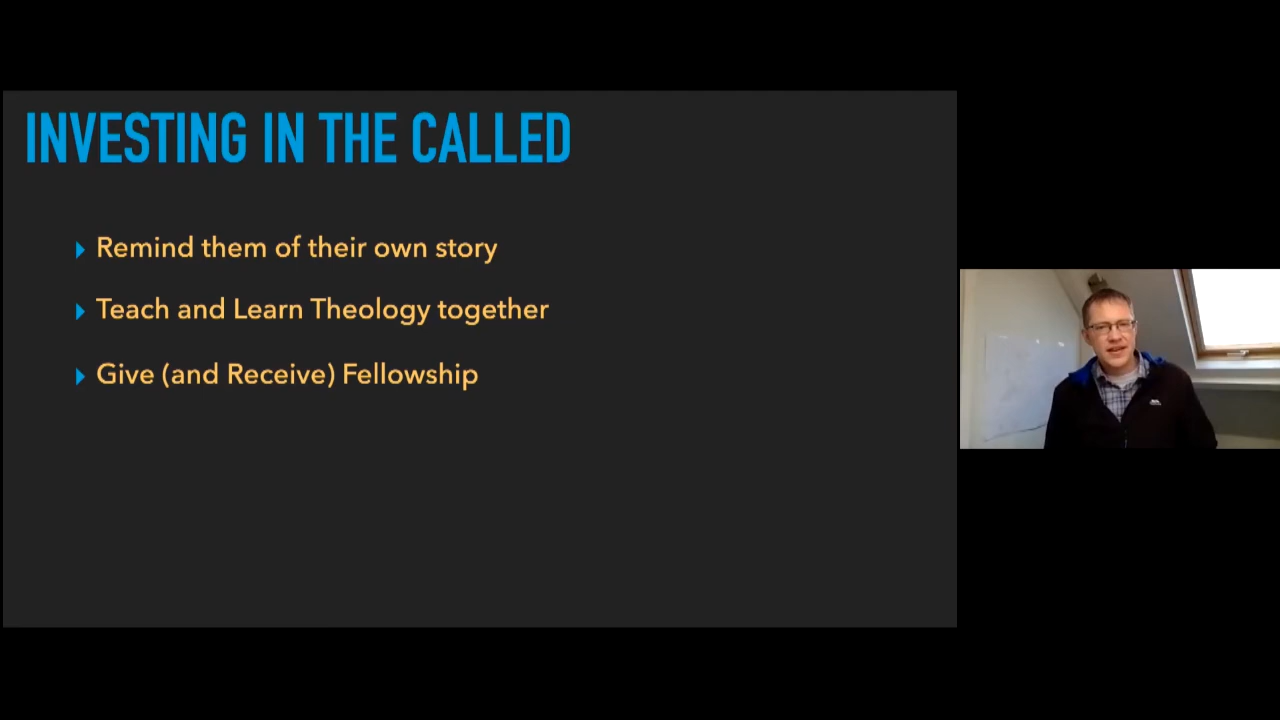 INVESTING IN THE CALLED
Remind them of their own story
Teach and Learn Theology together
Give (and Receive) Fellowship